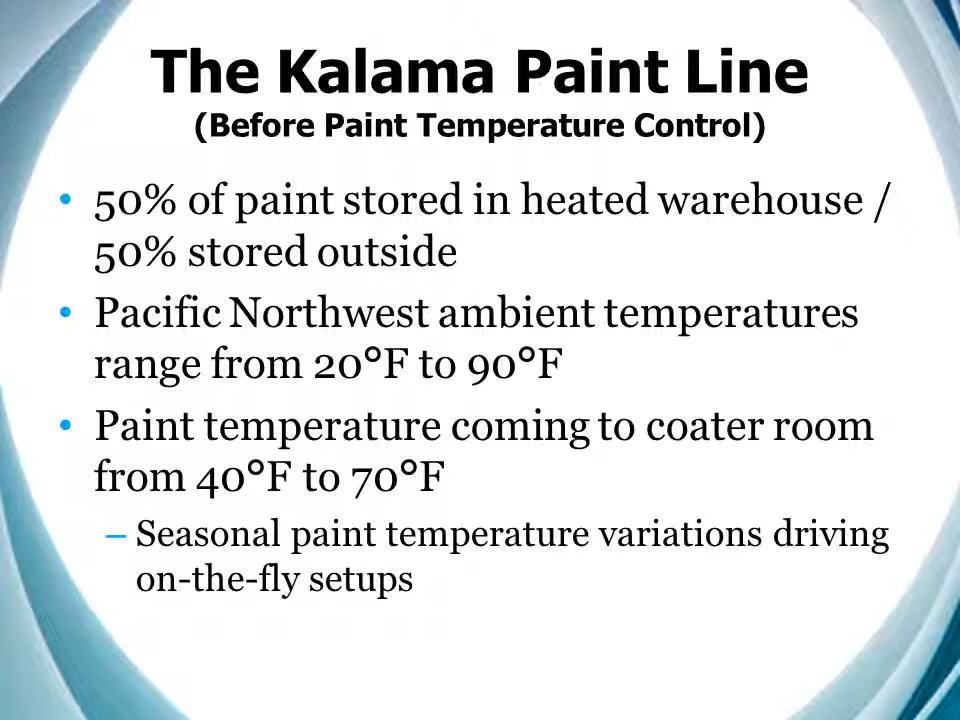 The Kalama Paint Line
(Before Paint Temperature Control)
• 50% of paint stored in heated warehouse /
50% stored outside
• Pacific Northwest ambient temperatures
range from 20°F to 90°F
• Paint temperature coming to coater room
from 40°F to 70°F
– Seasonal paint temperature variations driving
on-the-fly setups